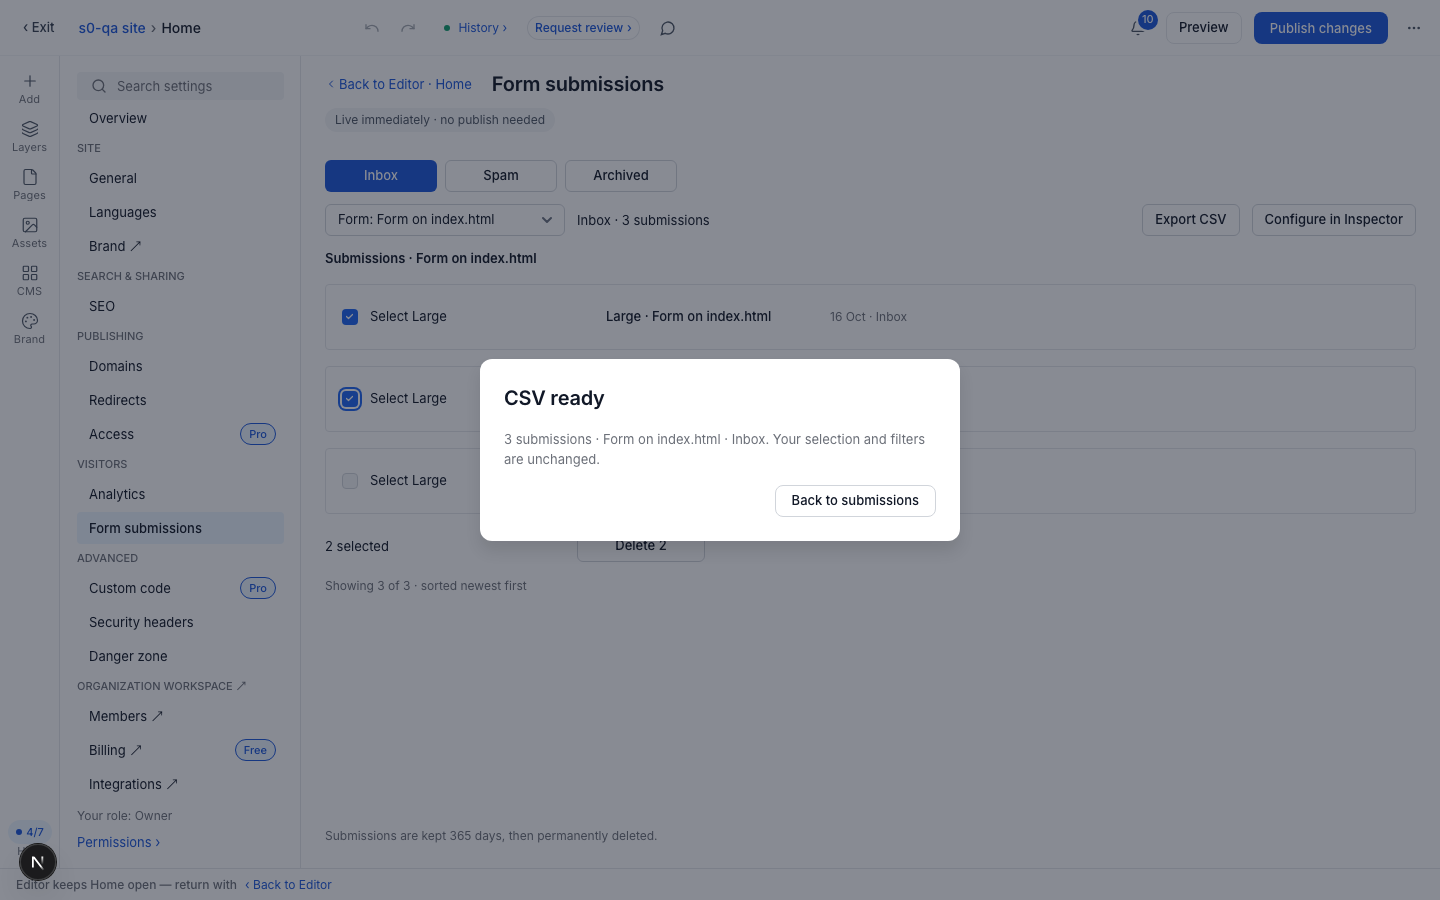 ‹ Exit
s0-qa site › Home
History ›
Request review ›
10
Preview
Publish changes
Add
Layers
Pages
Assets
CMS
Brand
4/7
Search settings
Overview
SITE
General
Languages
Brand ↗
SEARCH & SHARING
SEO
PUBLISHING
Domains
Redirects
Access
Pro
VISITORS
Analytics
Form submissions
ADVANCED
Custom code
Pro
Security headers
Danger zone
ORGANIZATION WORKSPACE ↗
Members ↗
Billing ↗
Free
Integrations ↗
Your role: Owner
Permissions ›
‹ Back to Editor · Home
Form submissions
Live immediately · no publish needed
Inbox
Spam
Archived
Form: Form on index.html
Inbox · 3 submissions
Export CSV
Configure in Inspector
Submissions · Form on index.html
Select Large
Large · Form on index.html
16 Oct · Inbox
Select Large
Select Large
CSV ready
3 submissions · Form on index.html · Inbox. Your selection and filters
are unchanged.
Back to submissions
2 selected
Delete 2
Showing 3 of 3 · sorted newest first
Submissions are kept 365 days, then permanently deleted.
N
Editor keeps Home open — return with ‹ Back to Editor